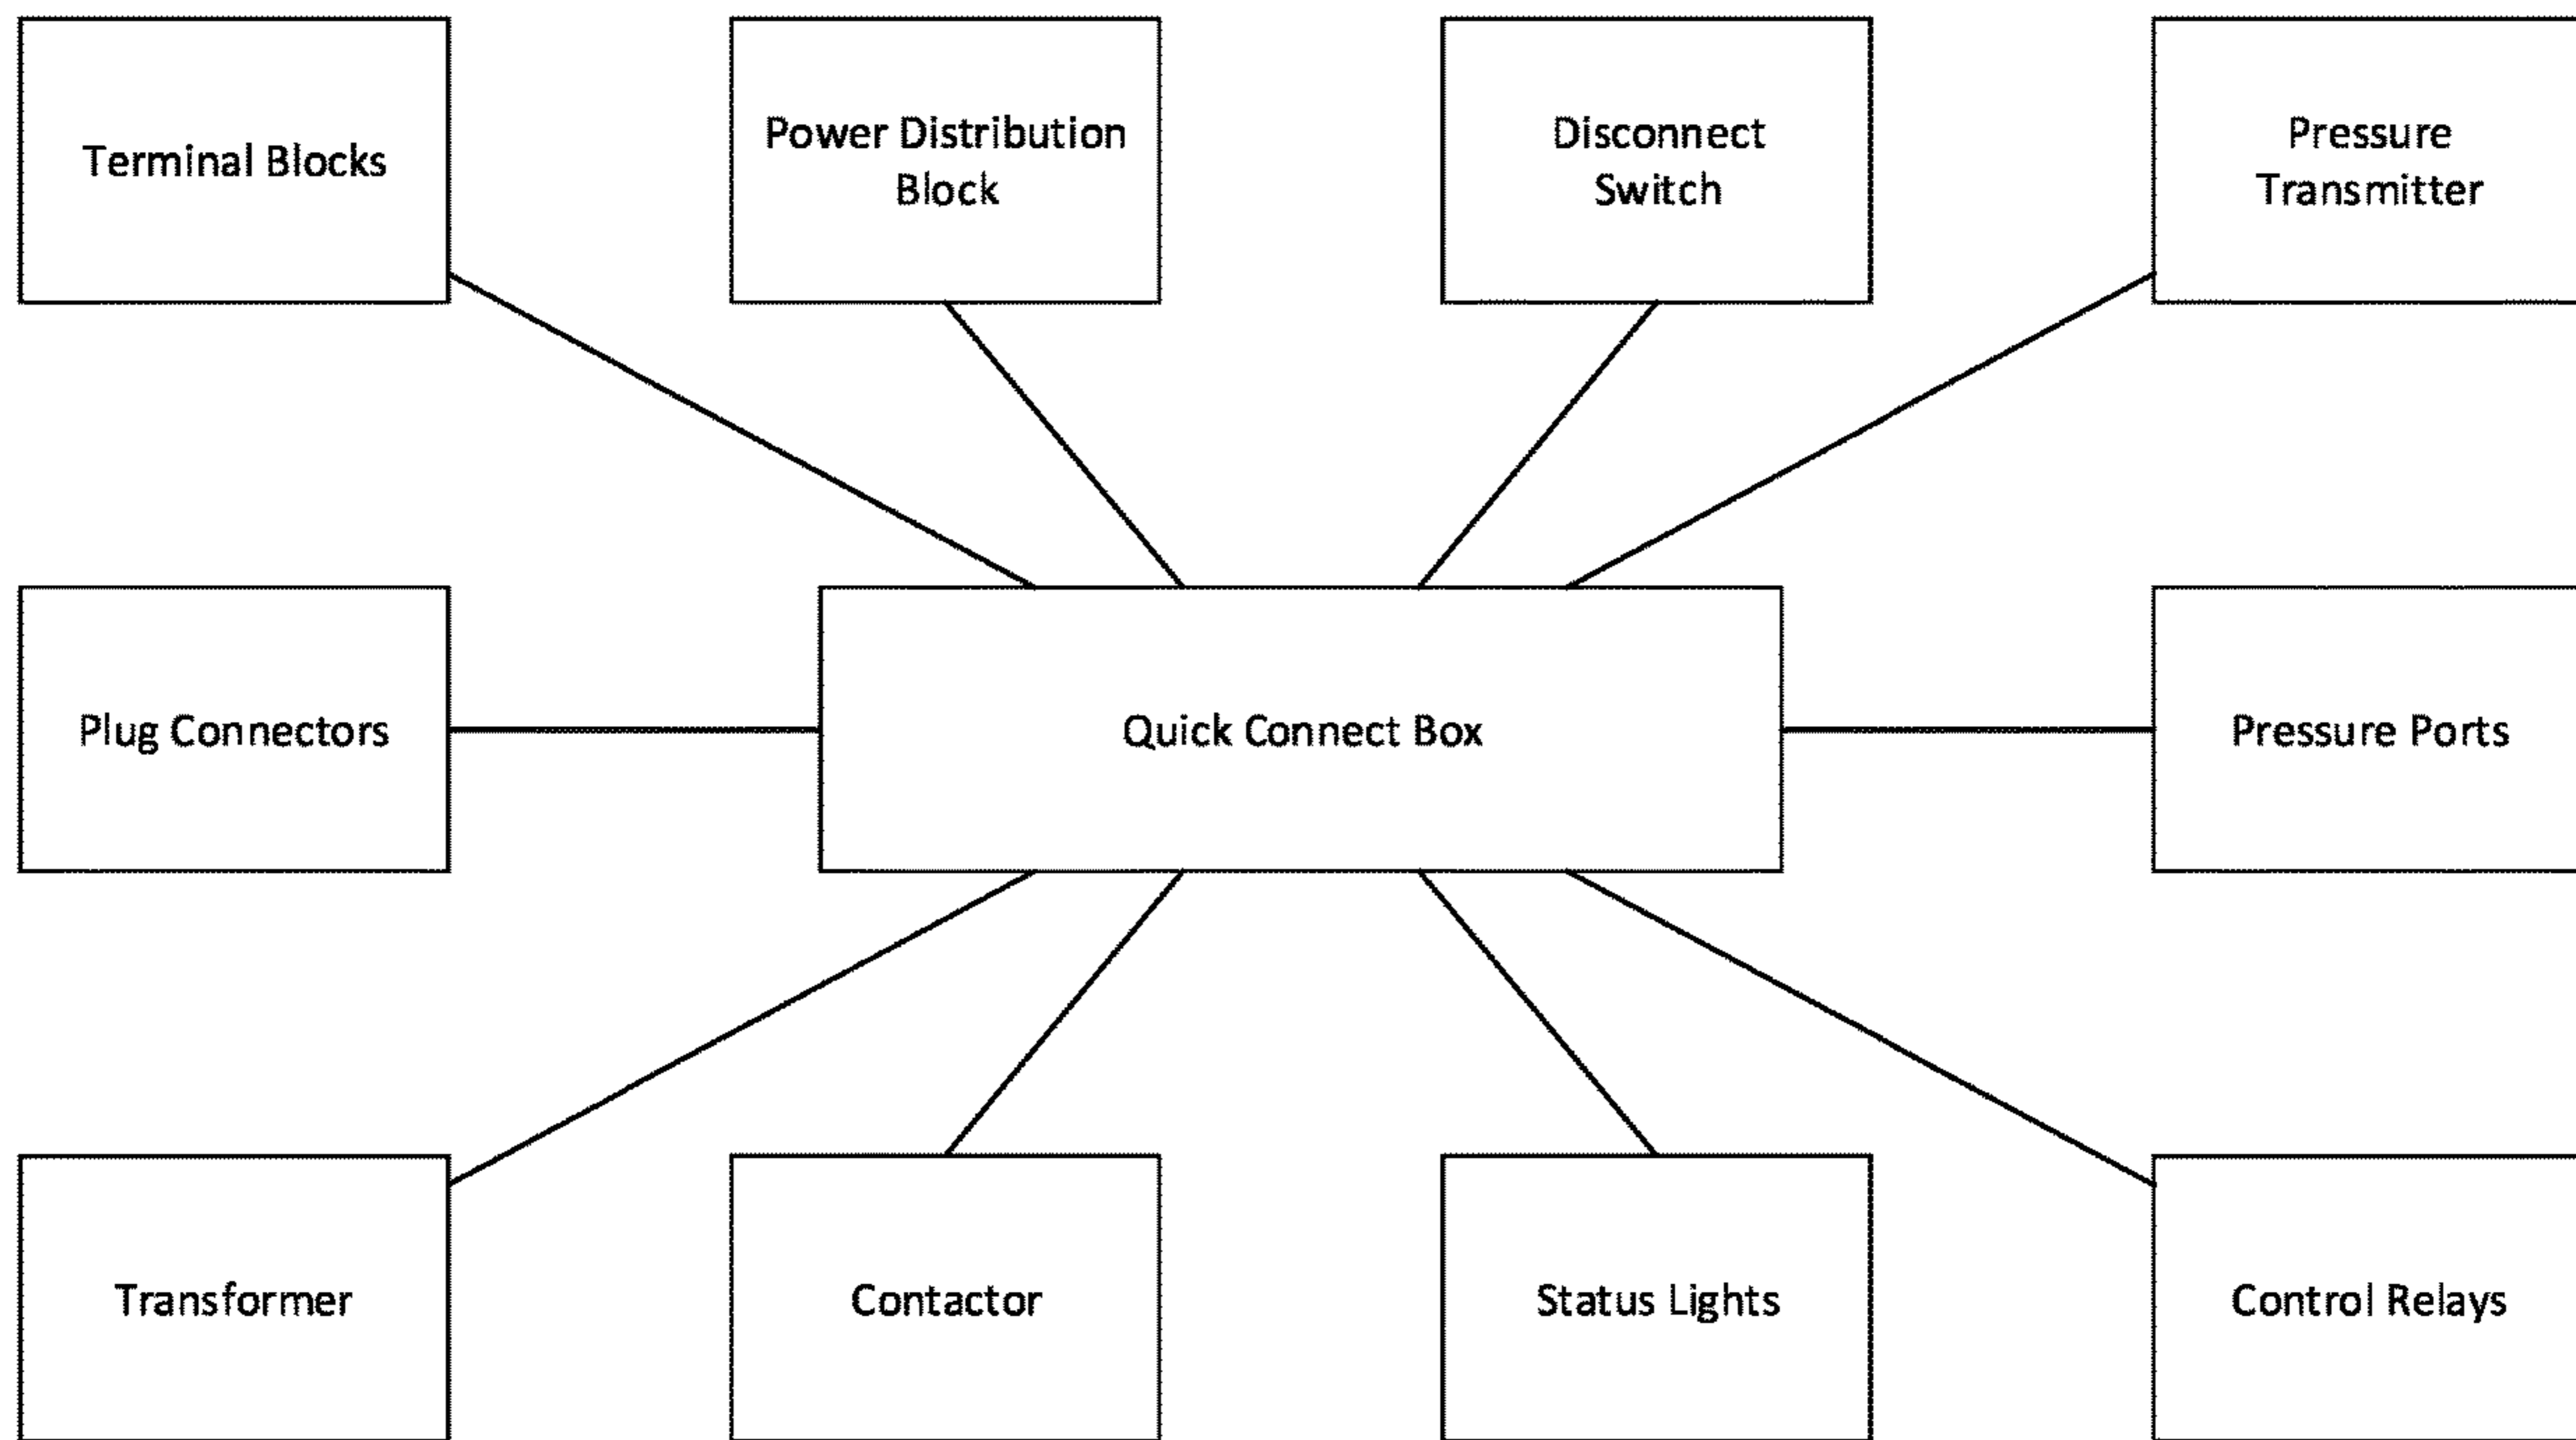 Terminal Blocks
Power Distribution
Block
Disconnect
Switch
Pressure
Transmitter
Plug Connectors
Quick Connect Box
Pressure Ports
Transformer
Contactor
Status Lights
Control Relays